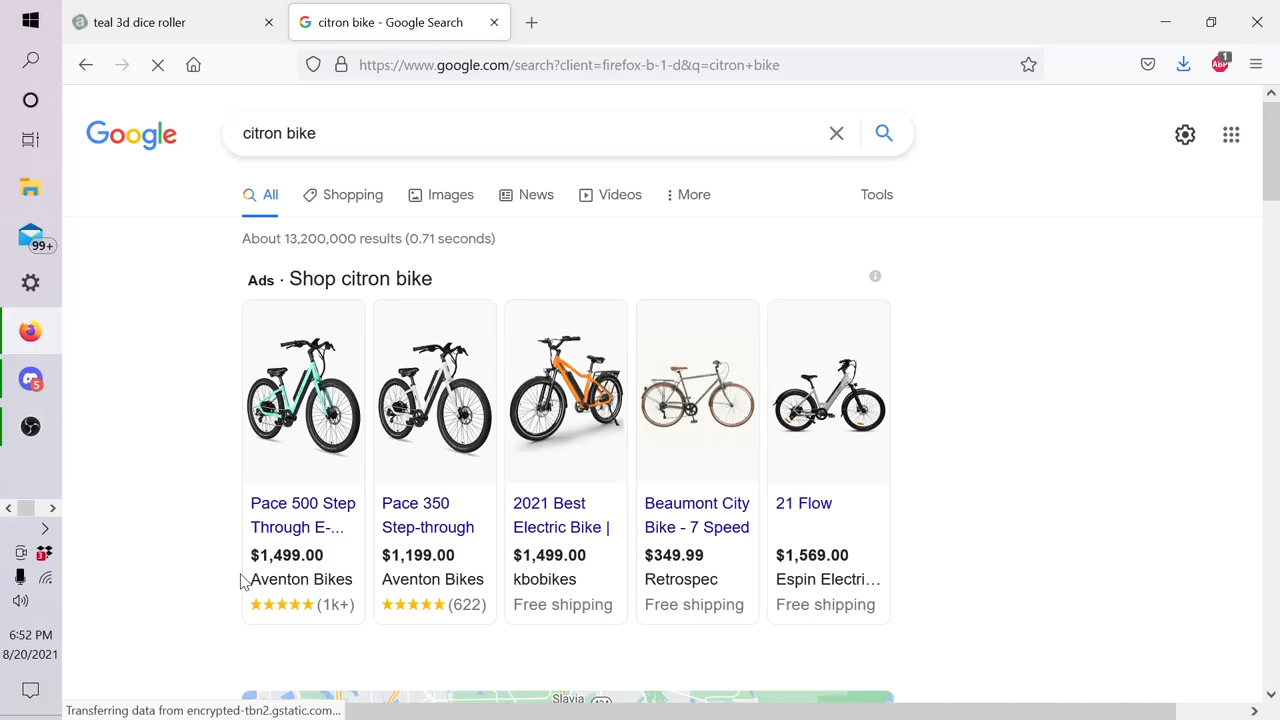 teal 3d dice roller
citron bike - Google Search
https://www.google.com/search?client=firefox-b-1-d&q=citron+bike
ABP
1
Google
citron bike
All
Shopping
Images
News
Videos
More
Tools
About 13,200,000 results (0.71 seconds)
Ads · Shop citron bike
Pace 500 Step
Through E-...
$1,499.00
Aventon Bikes
(1k+)
Pace 350
Step-through
$1,199.00
Aventon Bikes
(622)
2021 Best
Electric Bike |
$1,499.00
kbobikes
Free shipping
Beaumont City
Bike - 7 Speed
$349.99
Retrospec
Free shipping
21 Flow
$1,569.00
Espin Electri...
Free shipping
Slavia
Transferring data from encrypted-tbn2.gstatic.com...
99+
5
3
6:52 PM
8/20/2021